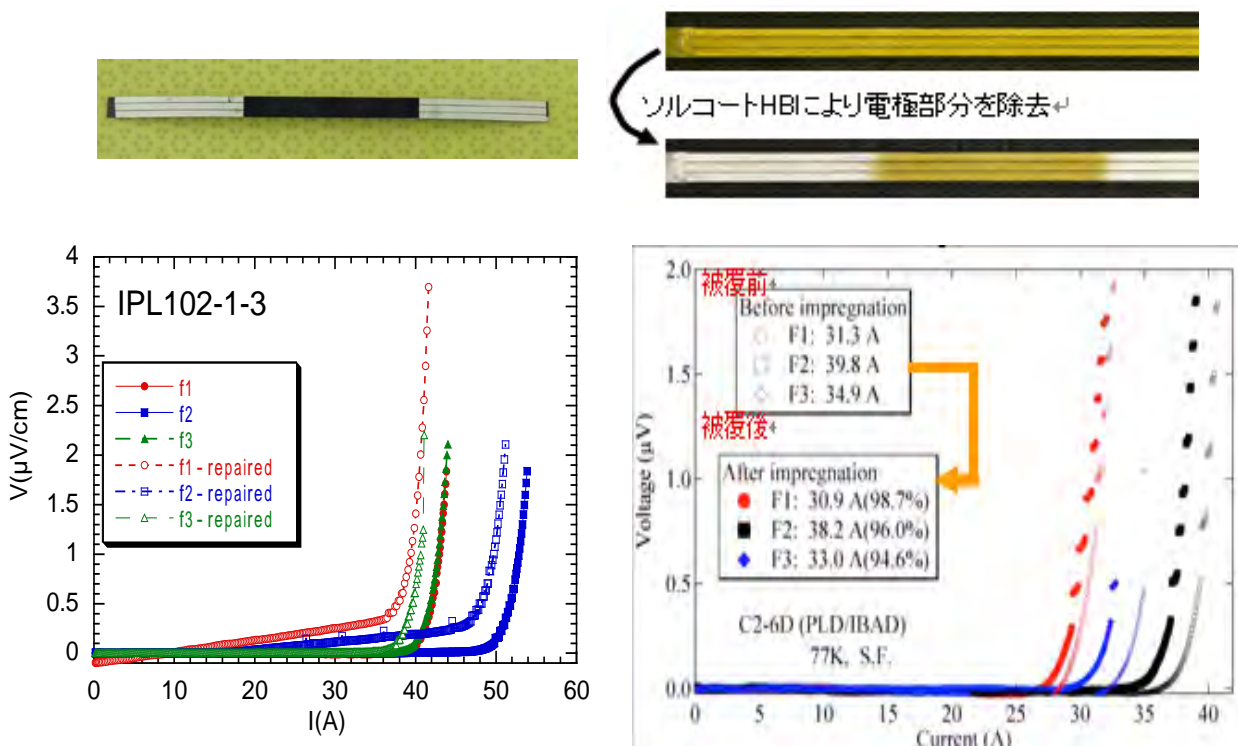 ソルコートHBIにより電極部分を除去↵
4
3.5
3
2.5
2
1.5
1
0.5
0
V(μV/cm)
IPL102-1-3
f1
f2
f3
f1 - repaired
f2 - repaired
f3 - repaired
0 10 20 30 40 50 60
I(A)
2.0
1.5
1.0
0.5
0.0
Voltage (μV)
被覆前
Before impregnation
F1: 31.3 A
F2: 39.8 A
F3: 34.9 A
被覆後
After impregnation
F1: 30.9 A(98.7%)
F2: 38.2 A(96.0%)
F3: 33.0 A(94.6%)
C2-6D (PLD/IBAD)
77K, S.F.
0 5 10 15 20 25 30 35 40
Current (A)